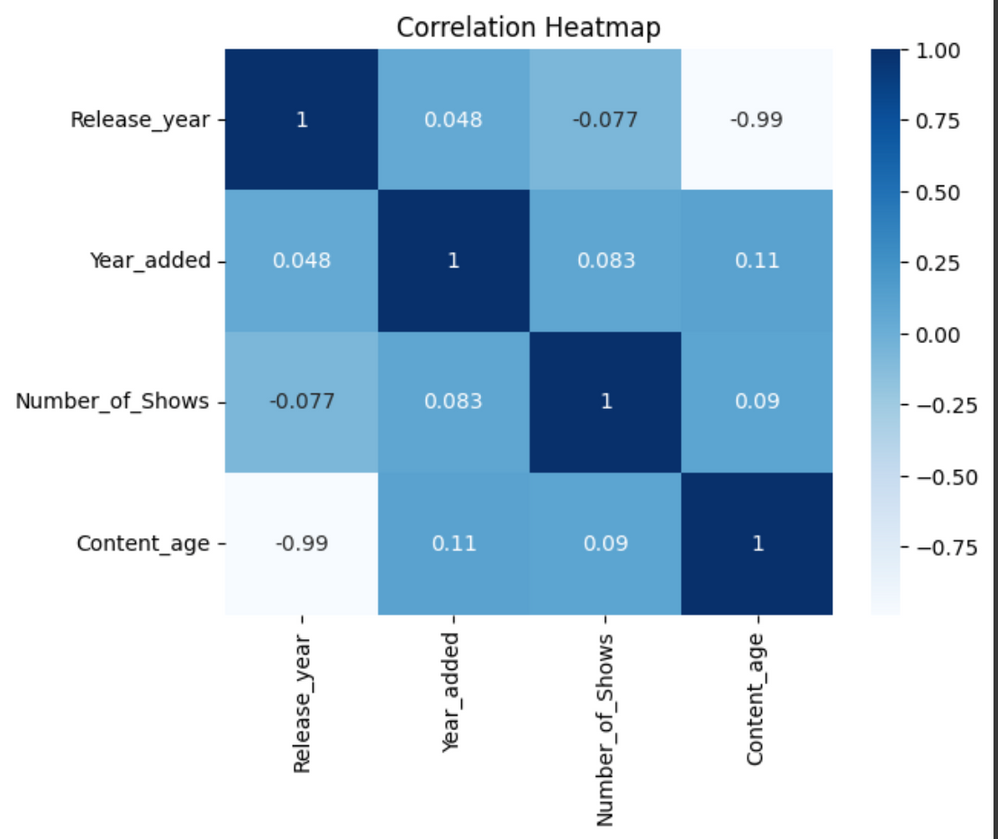 Correlation Heatmap
Release_year 1 0.048 -0.077 -0.99
Year_added 0.048 1 0.083 0.11
Number_of_Shows -0.077 0.083 1 0.09
Content_age -0.99 0.11 0.09 1
Release_year
Year_added
Number_of_Shows
Content_age
1.00
0.75
0.50
0.25
0.00
−0.25
−0.50
−0.75